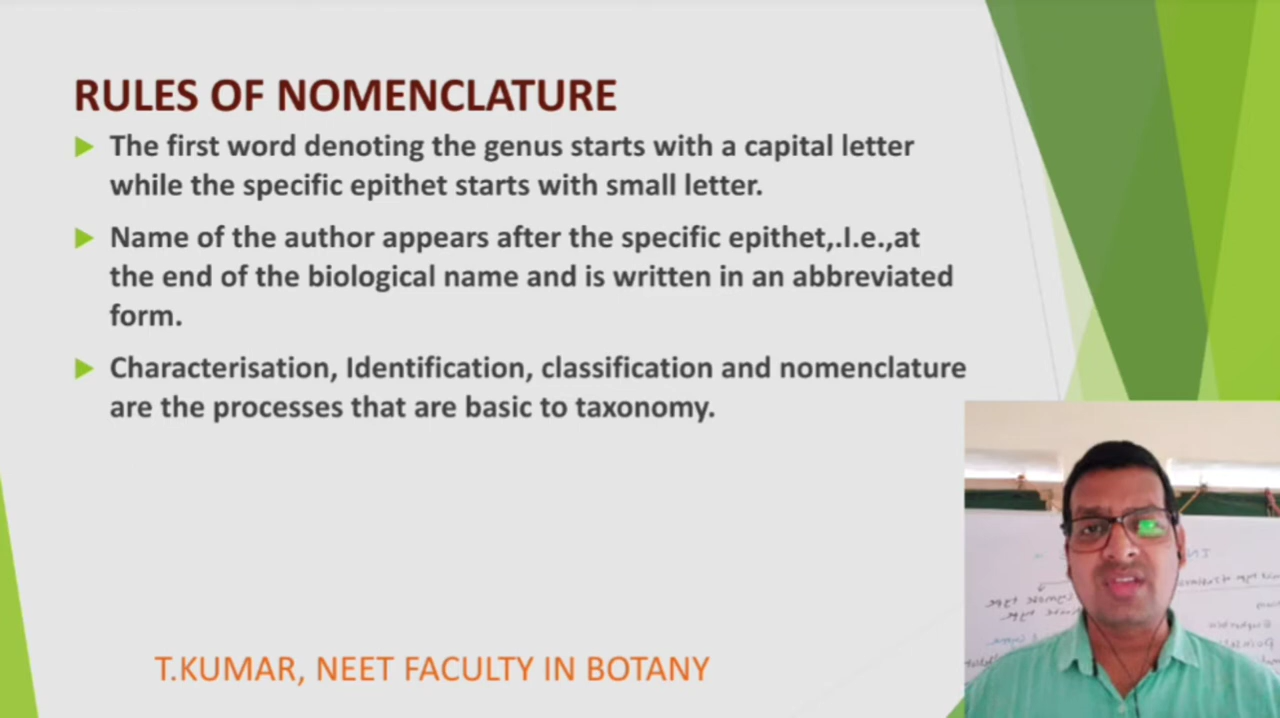 RULES OF NOMENCLATURE
The first word denoting the genus starts with a capital letter
while the specific epithet starts with small letter.
Name of the author appears after the specific epithet,.I.e.,at
the end of the biological name and is written in an abbreviated
form.
Characterisation, Identification, classification and nomenclature
are the processes that are basic to taxonomy.
T.KUMAR, NEET FACULTY IN BOTANY